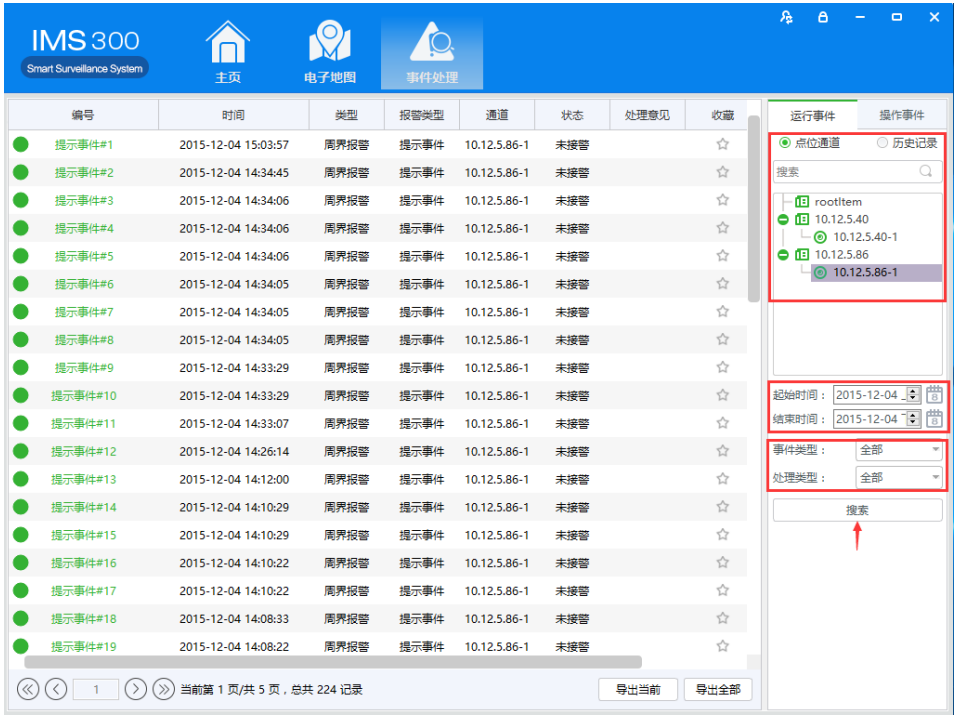 IMS 300
Smart Surveillance System
主页
电子地图
事件处理
编号 时间 类型 报警类型 通道 状态 处理意见 收藏
提示事件#1 2015-12-04 15:03:57 周界报警 提示事件 10.12.5.86-1 未接警
提示事件#2 2015-12-04 14:34:45 周界报警 提示事件 10.12.5.86-1 未接警
提示事件#3 2015-12-04 14:34:06 周界报警 提示事件 10.12.5.86-1 未接警
提示事件#4 2015-12-04 14:34:06 周界报警 提示事件 10.12.5.86-1 未接警
提示事件#5 2015-12-04 14:34:06 周界报警 提示事件 10.12.5.86-1 未接警
提示事件#6 2015-12-04 14:34:05 周界报警 提示事件 10.12.5.86-1 未接警
提示事件#7 2015-12-04 14:34:05 周界报警 提示事件 10.12.5.86-1 未接警
提示事件#8 2015-12-04 14:34:05 周界报警 提示事件 10.12.5.86-1 未接警
提示事件#9 2015-12-04 14:33:29 周界报警 提示事件 10.12.5.86-1 未接警
提示事件#10 2015-12-04 14:33:29 周界报警 提示事件 10.12.5.86-1 未接警
提示事件#11 2015-12-04 14:33:07 周界报警 提示事件 10.12.5.86-1 未接警
提示事件#12 2015-12-04 14:26:14 周界报警 提示事件 10.12.5.86-1 未接警
提示事件#13 2015-12-04 14:12:00 周界报警 提示事件 10.12.5.86-1 未接警
提示事件#14 2015-12-04 14:10:29 周界报警 提示事件 10.12.5.86-1 未接警
提示事件#15 2015-12-04 14:10:29 周界报警 提示事件 10.12.5.86-1 未接警
提示事件#16 2015-12-04 14:10:22 周界报警 提示事件 10.12.5.86-1 未接警
提示事件#17 2015-12-04 14:10:22 周界报警 提示事件 10.12.5.86-1 未接警
提示事件#18 2015-12-04 14:08:33 周界报警 提示事件 10.12.5.86-1 未接警
提示事件#19 2015-12-04 14:08:22 周界报警 提示事件 10.12.5.86-1 未接警
1 当前第 1 页/共 5 页，总共 224 记录 导出当前 导出全部
运行事件 操作事件
点位通道 历史记录
搜索
rootItem
10.12.5.40
10.12.5.40-1
10.12.5.86
10.12.5.86-1
起始时间： 2015-12-04
结束时间： 2015-12-04
事件类型： 全部
处理类型： 全部
搜索